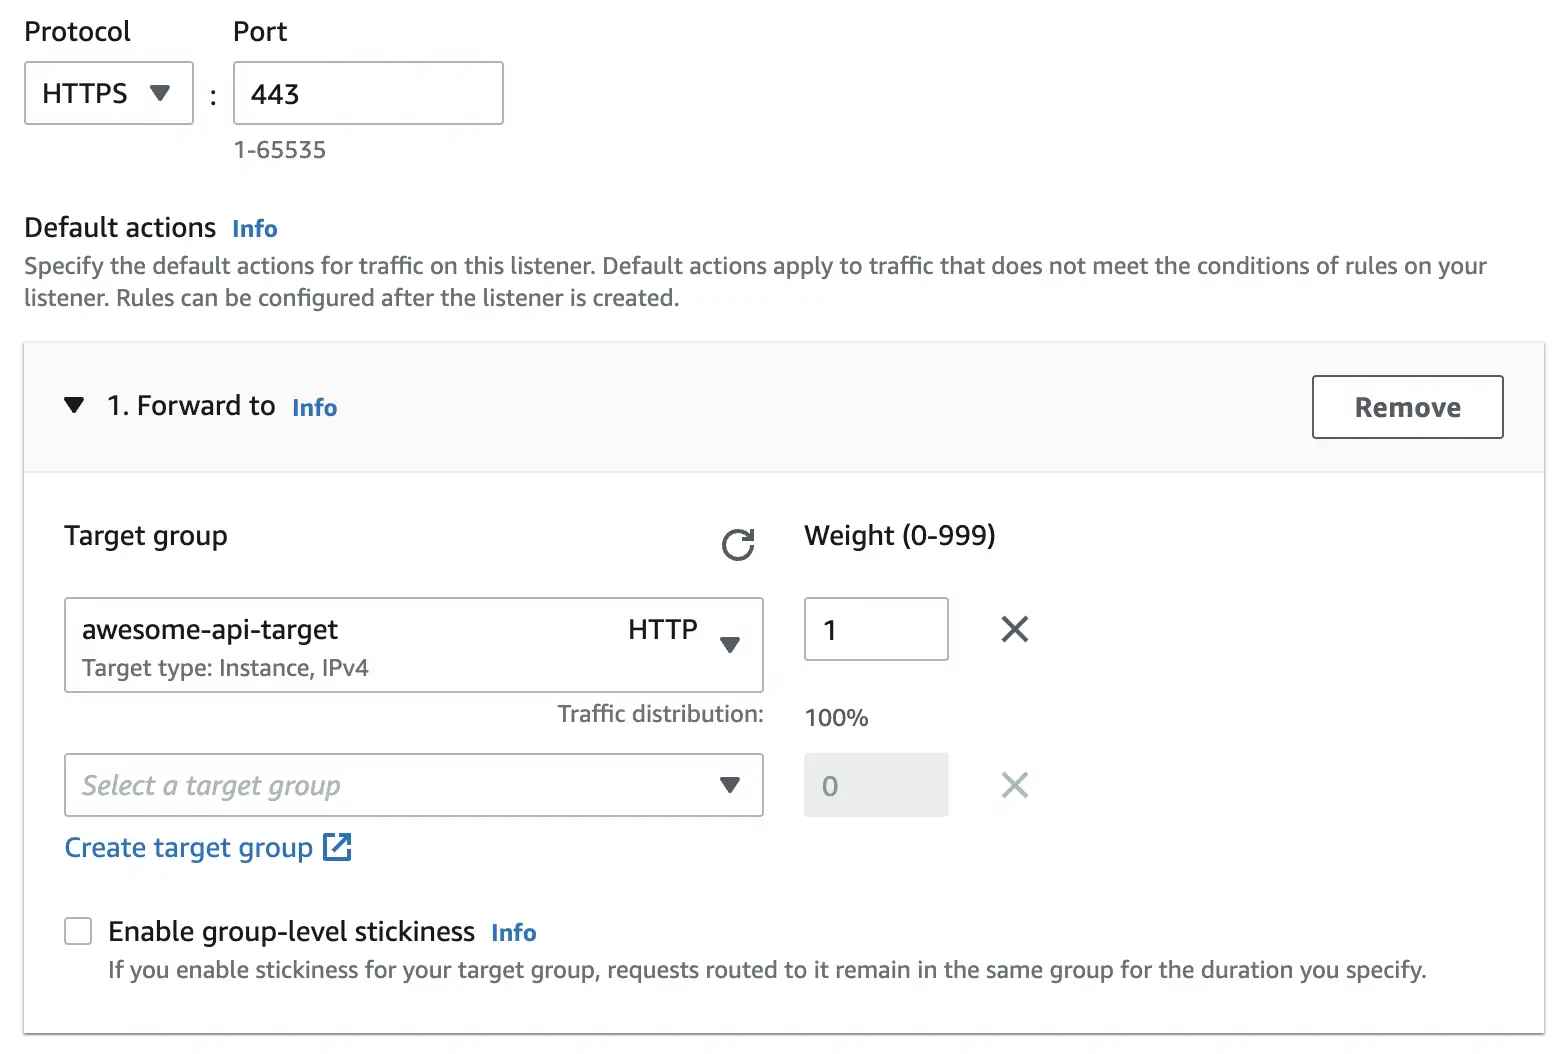 Protocol Port
HTTPS : 443
1-65535
Default actions Info
Specify the default actions for traffic on this listener. Default actions apply to traffic that does not meet the conditions of rules on your
listener. Rules can be configured after the listener is created.
1. Forward to Info Remove
Target group Weight (0-999)
awesome-api-target HTTP 1
Target type: Instance, IPv4
Traffic distribution: 100%
Select a target group 0
Create target group
Enable group-level stickiness Info
If you enable stickiness for your target group, requests routed to it remain in the same group for the duration you specify.